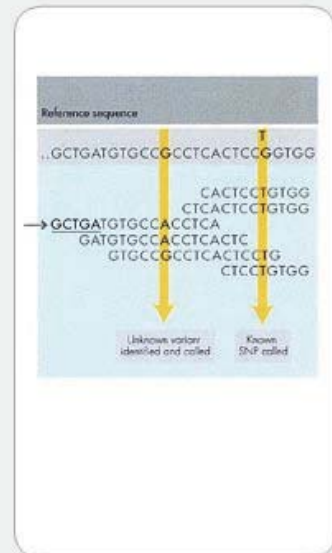 Reference sequence
T
..GCTGATGTGCCGCCTCACTCCGGTGG
CACTCCTGTGG
CTCACTCCTGTGG
→GCTGATGTGCCACCTCA
GATGTGCCACCTCACTC
GTGCCGCCTCACTCCTG
CTCCTGTGG
Unknown variant
identified and called
Known
SNP called